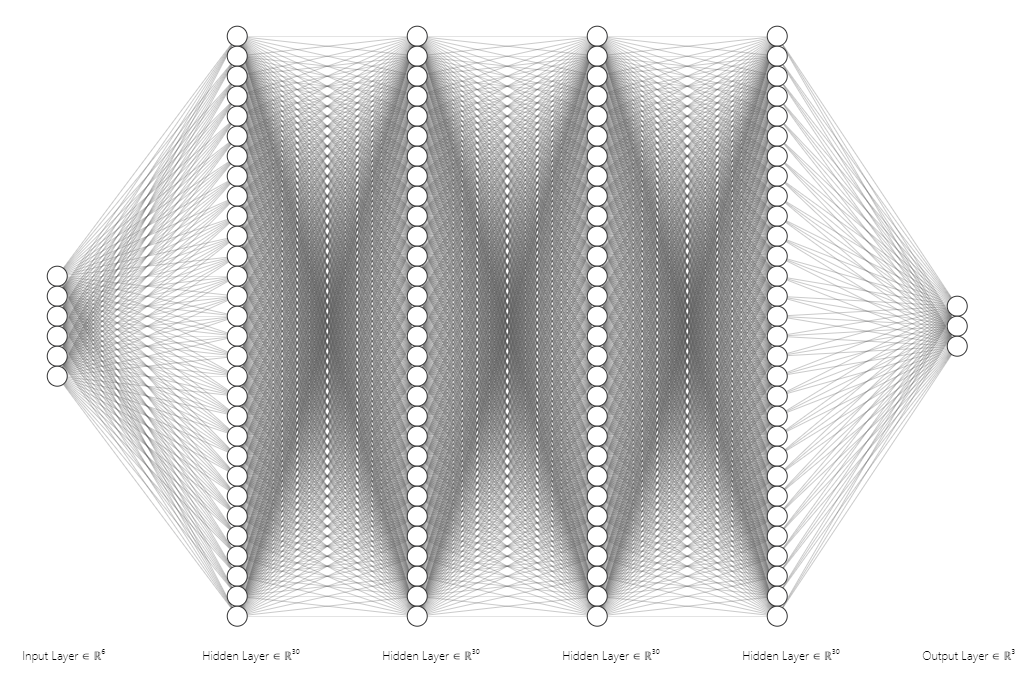 Input Layer ∈ ℝ⁶ Hidden Layer ∈ ℝ³⁰ Hidden Layer ∈ ℝ³⁰ Hidden Layer ∈ ℝ³⁰ Hidden Layer ∈ ℝ³⁰ Output Layer ∈ ℝ³